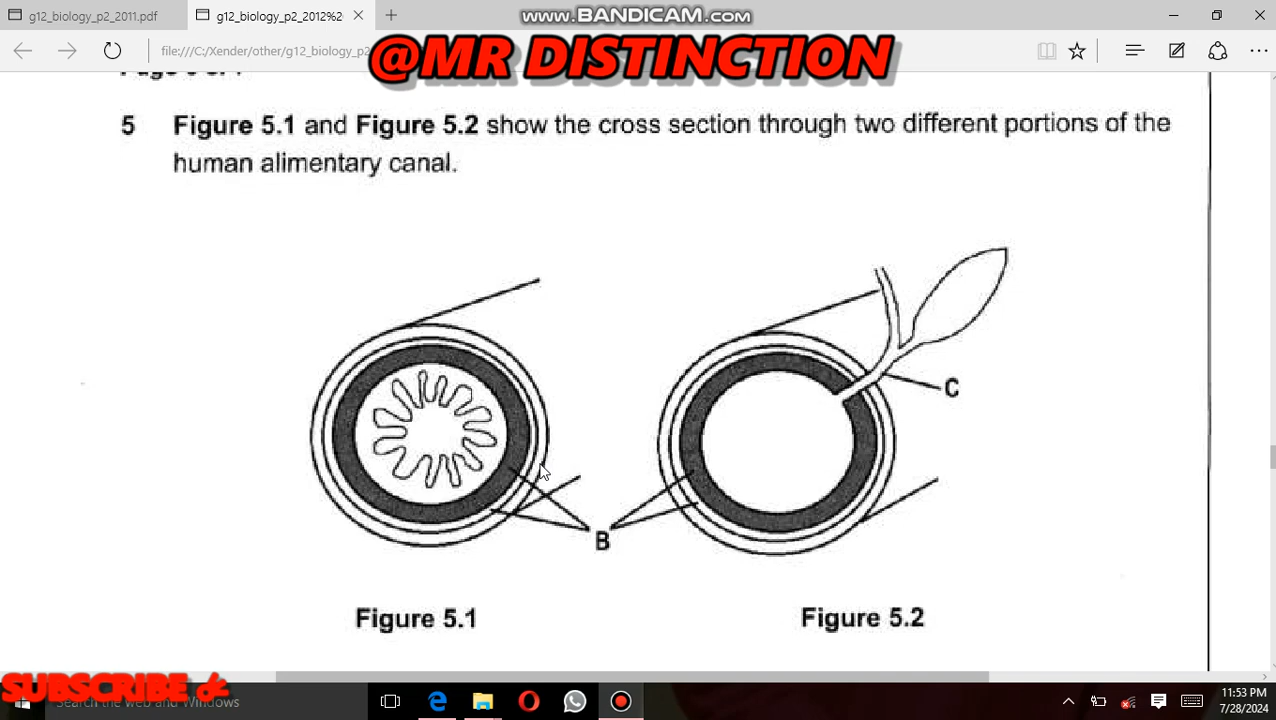 g12_biology_p2_2011.pdf
g12_biology_p2_2012%2
www.BANDICAM.com
file:///C:/Xender/other/g12_biology_p2
@MR DISTINCTION
5 Figure 5.1 and Figure 5.2 show the cross section through two different portions of the
human alimentary canal.
C
B
Figure 5.1
Figure 5.2
SUBSCRIBE
Search the web and Windows
11:53 PM
7/28/2024